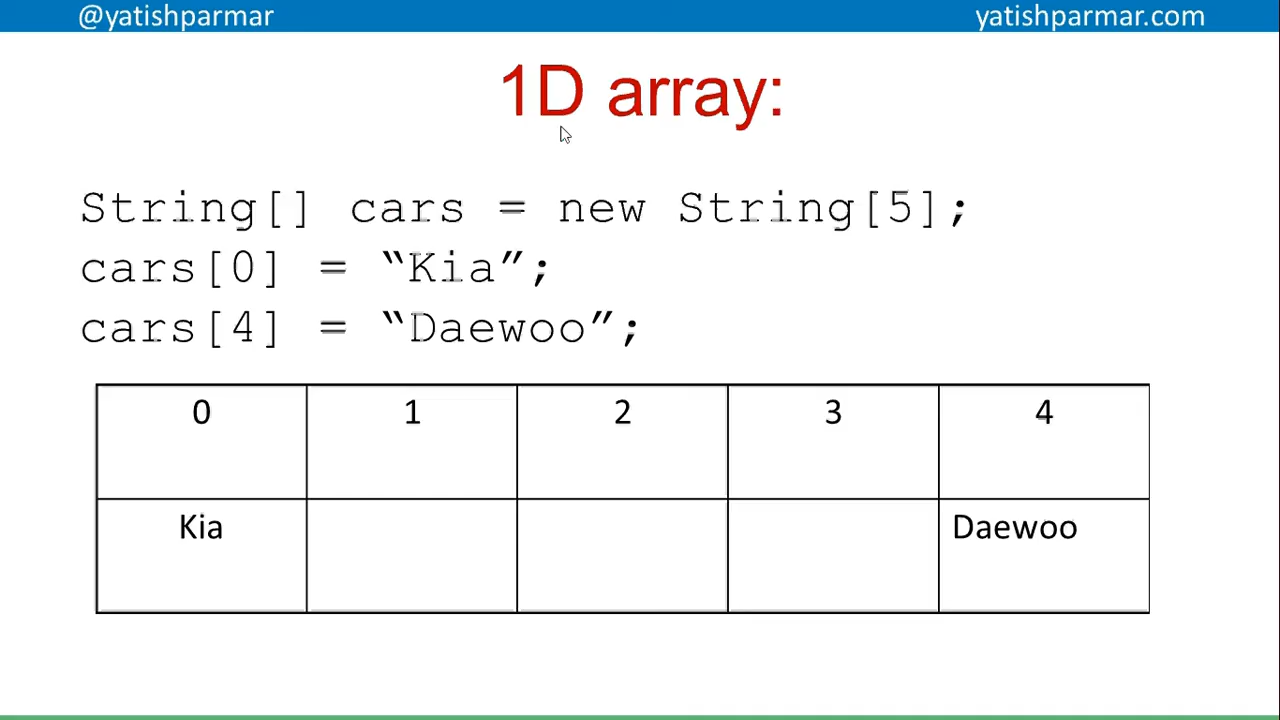 @yatishparmar yatishparmar.com
1D array:
String[] cars = new String[5];
cars[0] = “Kia”;
cars[4] = “Daewoo”;
0 1 2 3 4
Kia Daewoo